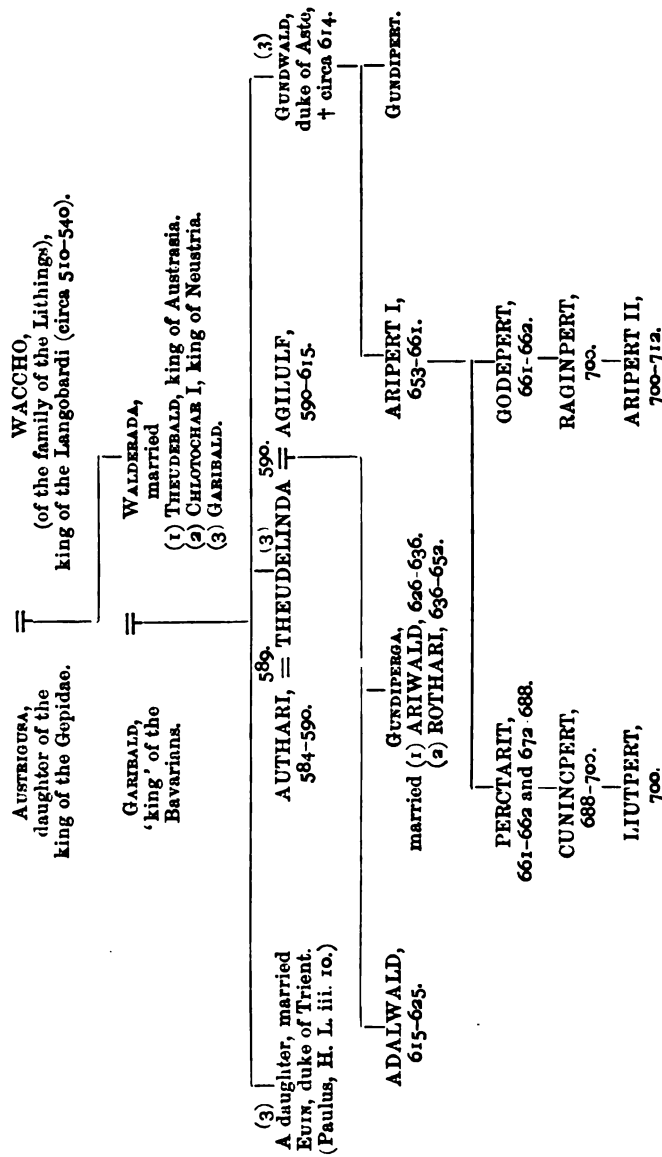 AUSTRIGUSA,
daughter of the
king of the Gepidae.
=
WACCHO,
(of the family of the Lithings),
king of the Langobardi (circa 510–540).
GARIBALD,
‘king’ of the
Bavarians.
=
WALDERADA,
married
(1) THEUDEBALD, king of Austrasia.
(2) CHLOTOCHAR I, king of Neustria.
(3) GARIBALD.
(3)
A daughter, married
EUIN, duke of Trient.
(Paulus, H. L. iii. 10.)
589. (3) 590.
AUTHARI, = THEUDELINDA = AGILULF,
584–590.
590–615.
(3)
GUNDWALD,
duke of Aste,
† circa 614.
ADALWALD,
615–625.
GUNDIPERGA,
married (1) ARIWALD, 626–636.
(2) ROTHARI, 636–652.
ARIPERT I,
653–661.
GUNDIPERT.
PERCTARIT,
661–662 and 672–688.
GODEPERT,
661–662.
CUNINCPERT,
688–700.
RAGINPERT,
700.
LIUTPERT,
700.
ARIPERT II,
700–712.